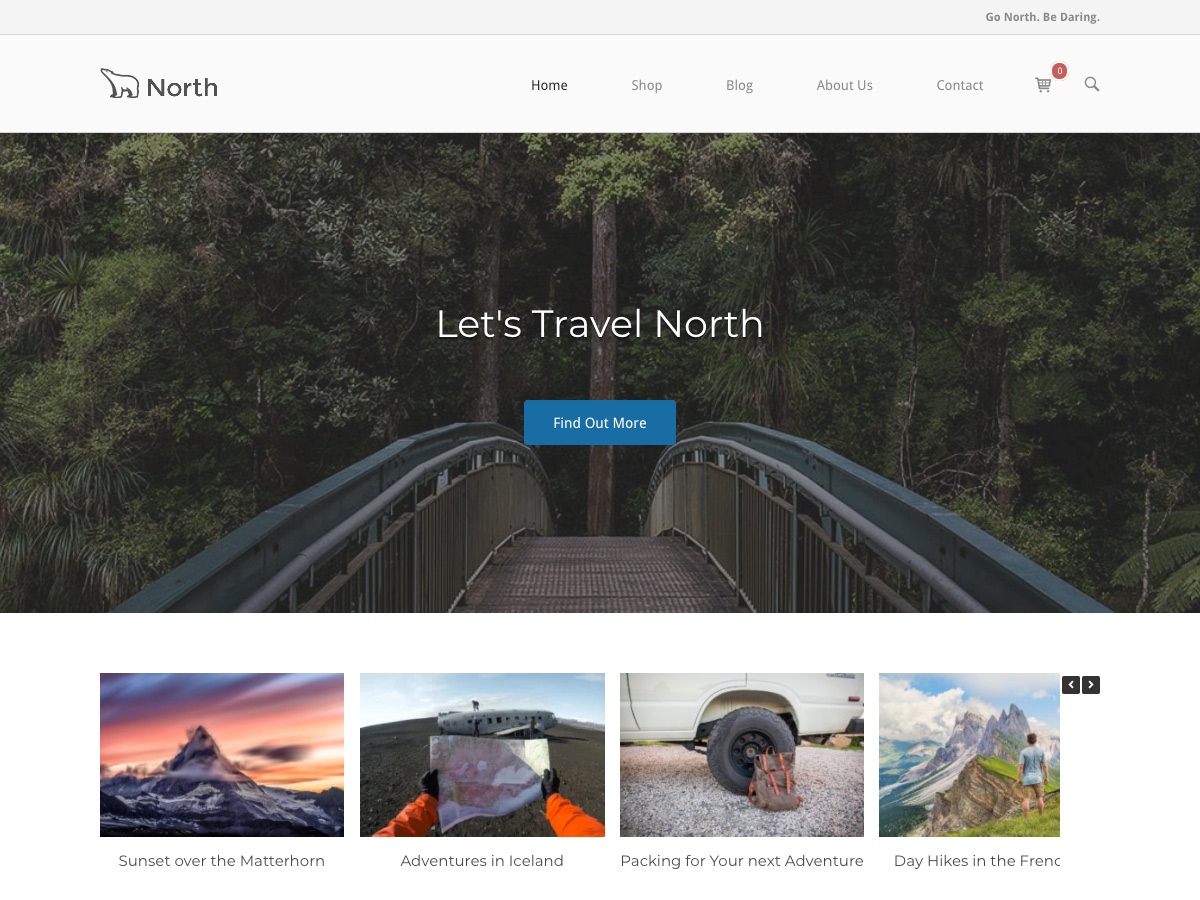 Go North. Be Daring.
North
Home Shop Blog About Us Contact 0
Let's Travel North
Find Out More
Sunset over the Matterhorn
Adventures in Iceland
Packing for Your next Adventure
Day Hikes in the Frenc